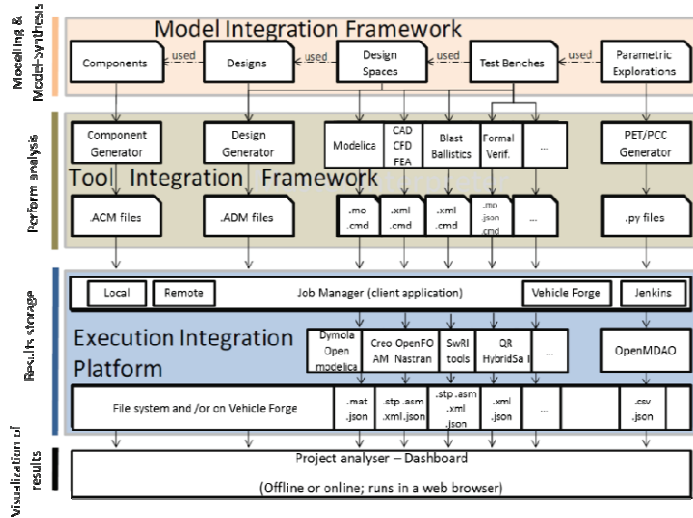 Modelling &
Model-synthesis
Model Integration Framework
Components
used
Designs
used
Design
Spaces
used
Test Benches
used
Parametric
Explorations
Perform analysis
Component
Generator
Design
Generator
Modelica
CAD
CFD
FEA
Blast
Ballistics
Formal
Verif.
...
PET/PCC
Generator
Tool Integration Framework
.ACM files
.ADM files
.mo
.cmd
.xml
.cmd
.xml
.cmd
.mo
.json
.cmd
...
.py files
Results storage
Local
Remote
Job Manager (client application)
Vehicle Forge
Jenkins
Execution Integration
Platform
Dymola
Open
modelica
Creo OpenFO
AM Nastran
SwRI
tools
QR
HybridSal
...
OpenMDAO
File system and /or on Vehicle Forge
.mat
.json
.stp .asm
.xml.json
.stp .asm
.xml
.json
.xml
.json
...
.csv
.json
Visualization of
results
Project analyser – Dashboard
(Offline or online; runs in a web browser)